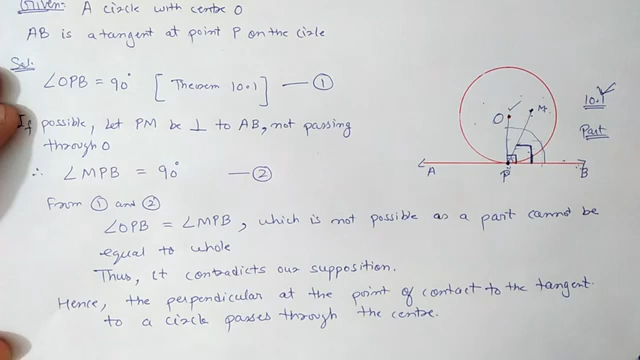 Given: A circle with centre O
AB is a tangent at point P on the circle
Sol:
∠OPB = 90° [Theorem 10.1] — ①
If possible, Let PM be ⊥ to AB, not passing
through O
∴ ∠MPB = 90° — ②
From ① and ②
∠OPB = ∠MPB, which is not possible as a part cannot be
equal to whole
Thus, it contradicts our supposition.
Hence, the perpendicular at the point of contact to the tangent
to a circle passes through the centre.
O
M
A
P
B
10.1
Part